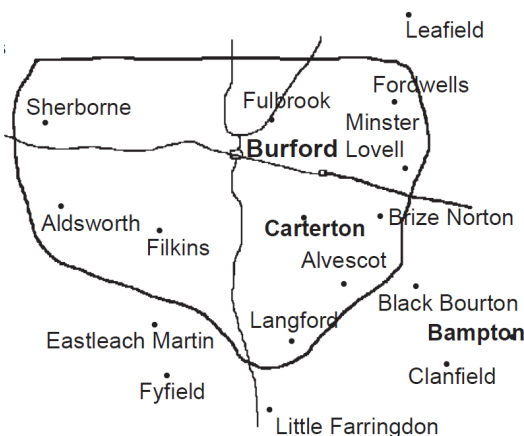 Leafield
Fordwells
Sherborne
Fulbrook
Minster
Lovell
Burford
Aldsworth
Filkins
Carterton
Brize Norton
Alvescot
Black Bourton
Langford
Bampton
Eastleach Martin
Clanfield
Fyfield
Little Farringdon